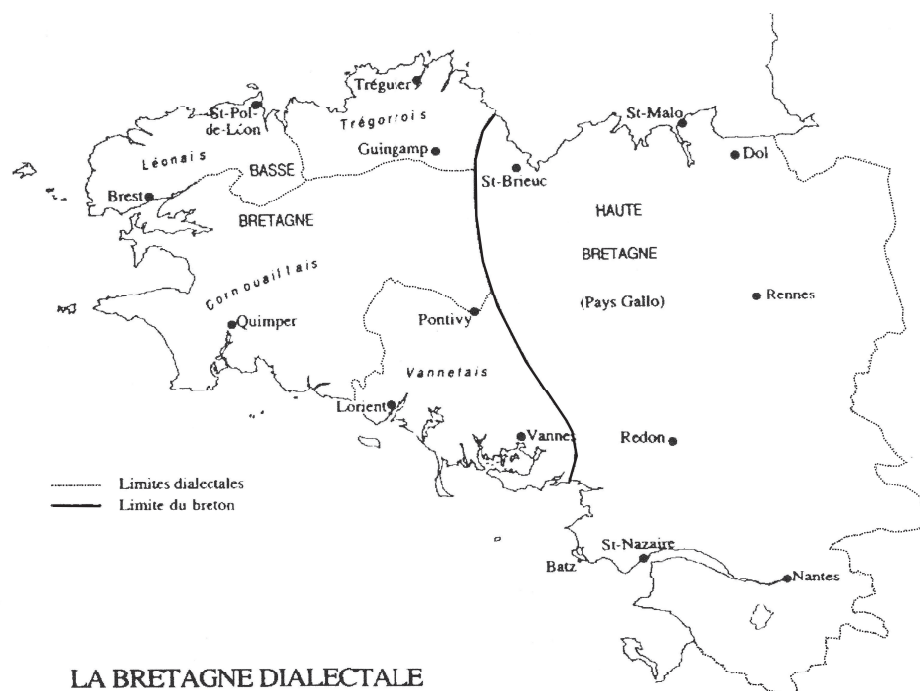 Tréguier
St-Pol-
de-Léon
Trégorrois
St-Malo
Léonais
Guingamp
Dol
BASSE
St-Brieuc
Brest
HAUTE
BRETAGNE
BRETAGNE
Cornouaillais
(Pays Gallo)
Rennes
Quimper
Pontivy
Vannetais
Lorient
Vannes
Redon
Limites dialectales
Limite du breton
St-Nazaire
Batz
Nantes
LA BRETAGNE DIALECTALE